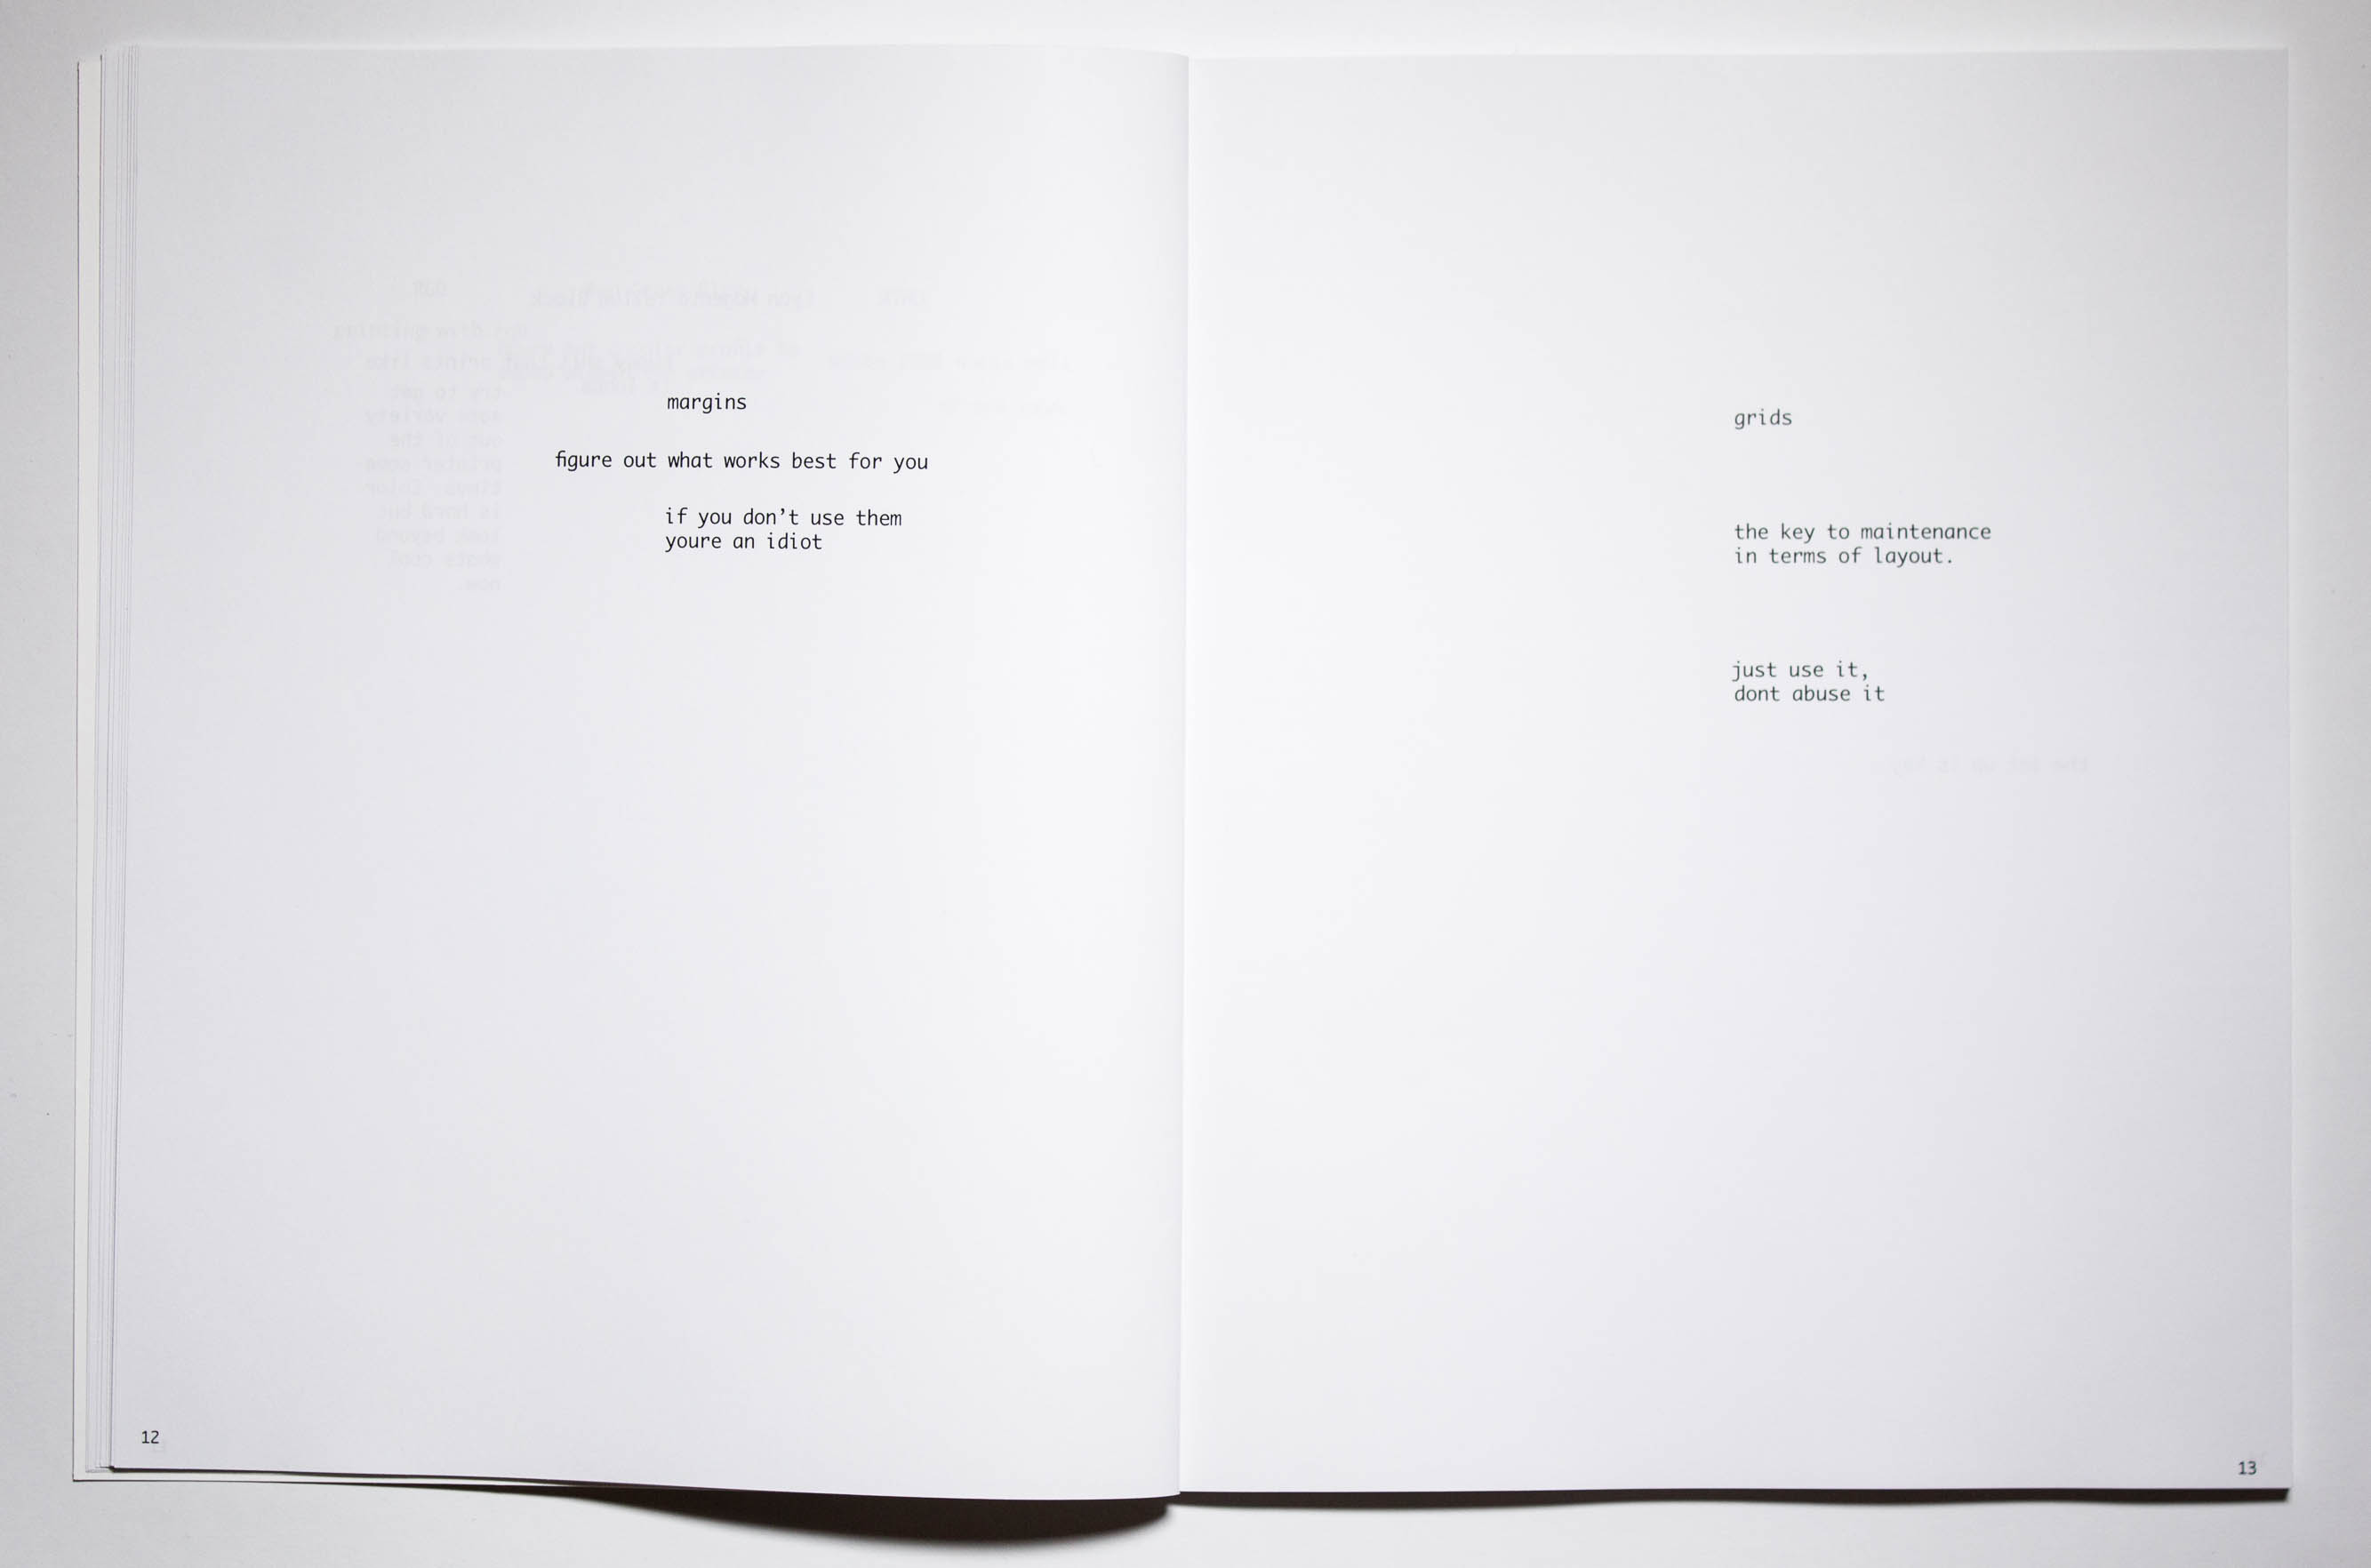 margins
figure out what works best for you
if you don't use them
youre an idiot
12
grids
the key to maintenance
in terms of layout.
just use it,
dont abuse it
13